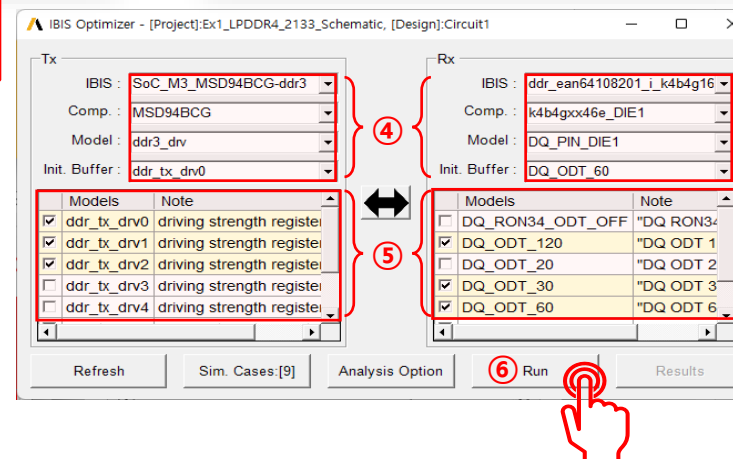 IBIS Optimizer - [Project]:Ex1_LPDDR4_2133_Schematic, [Design]:Circuit1
Tx
IBIS : SoC_M3_MSD94BCG-ddr3
Comp. : MSD94BCG
Model : ddr3_drv
Init. Buffer : ddr_tx_drv0
④
Rx
IBIS : ddr_ean64108201_i_k4b4g16
Comp. : k4b4gxx46e_DIE1
Model : DQ_PIN_DIE1
Init. Buffer : DQ_ODT_60
Models Note
ddr_tx_drv0 driving strength register
ddr_tx_drv1 driving strength register
ddr_tx_drv2 driving strength register
ddr_tx_drv3 driving strength register
ddr_tx_drv4 driving strength register
⑤
Models Note
DQ_RON34_ODT_OFF "DQ RON34
DQ_ODT_120 "DQ ODT 1
DQ_ODT_20 "DQ ODT 2
DQ_ODT_30 "DQ ODT 3
DQ_ODT_60 "DQ ODT 6
Refresh
Sim. Cases:[9]
Analysis Option
⑥ Run
Results